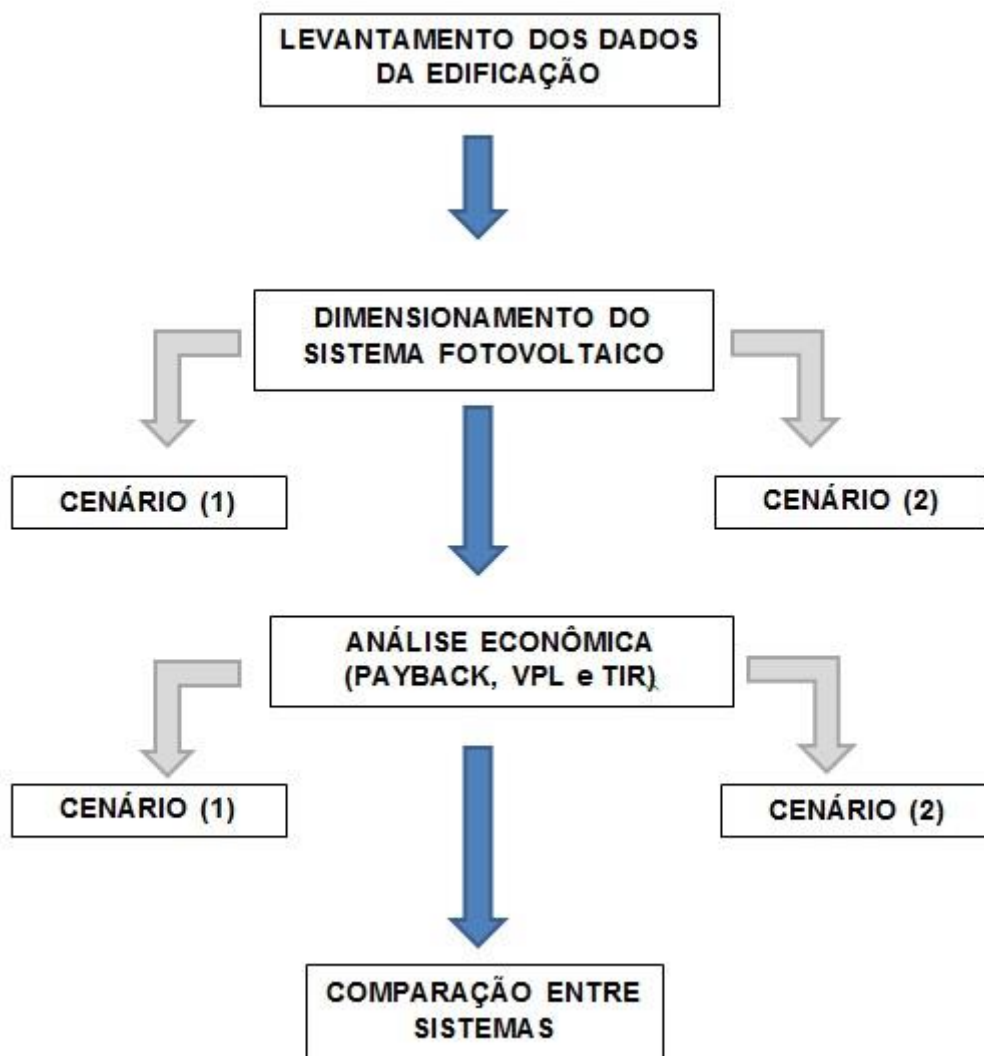 LEVANTAMENTO DOS DADOS
DA EDIFICAÇÃO
DIMENSIONAMENTO DO
SISTEMA FOTOVOLTAICO
CENÁRIO (1)
CENÁRIO (2)
ANÁLISE ECONÔMICA
(PAYBACK, VPL e TIR)
CENÁRIO (1)
CENÁRIO (2)
COMPARAÇÃO ENTRE
SISTEMAS